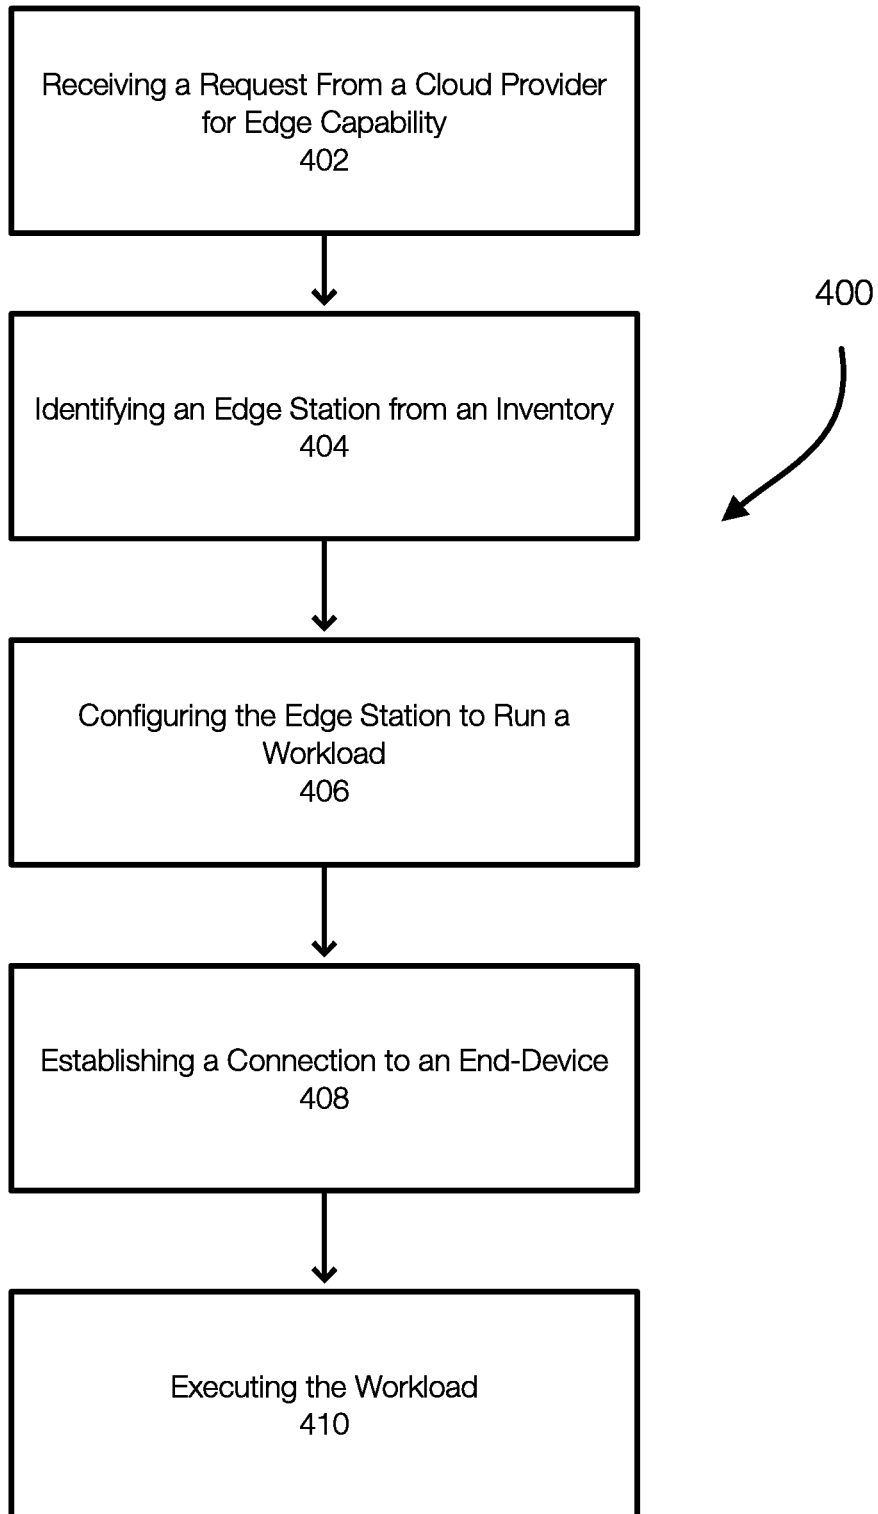 Receiving a Request From a Cloud Provider
for Edge Capability
402
400
Identifying an Edge Station from an Inventory
404
Configuring the Edge Station to Run a
Workload
406
Establishing a Connection to an End-Device
408
Executing the Workload
410